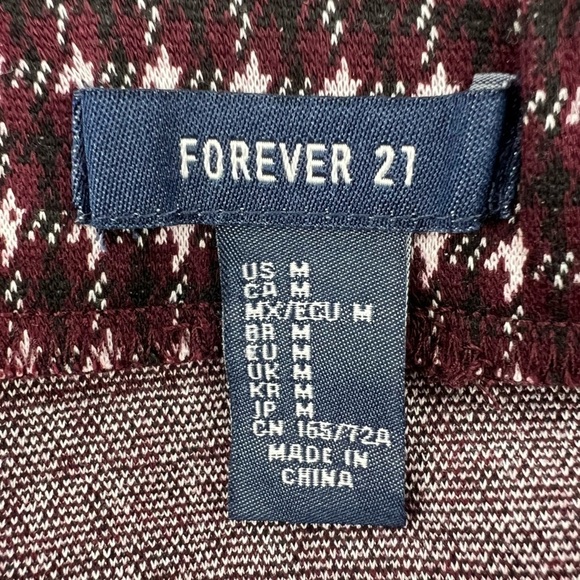 FOREVER 21
US M
CA M
MX/ECU M
BR M
EU M
UK M
KR M
JP M
CN 165/72A
MADE IN
CHINA